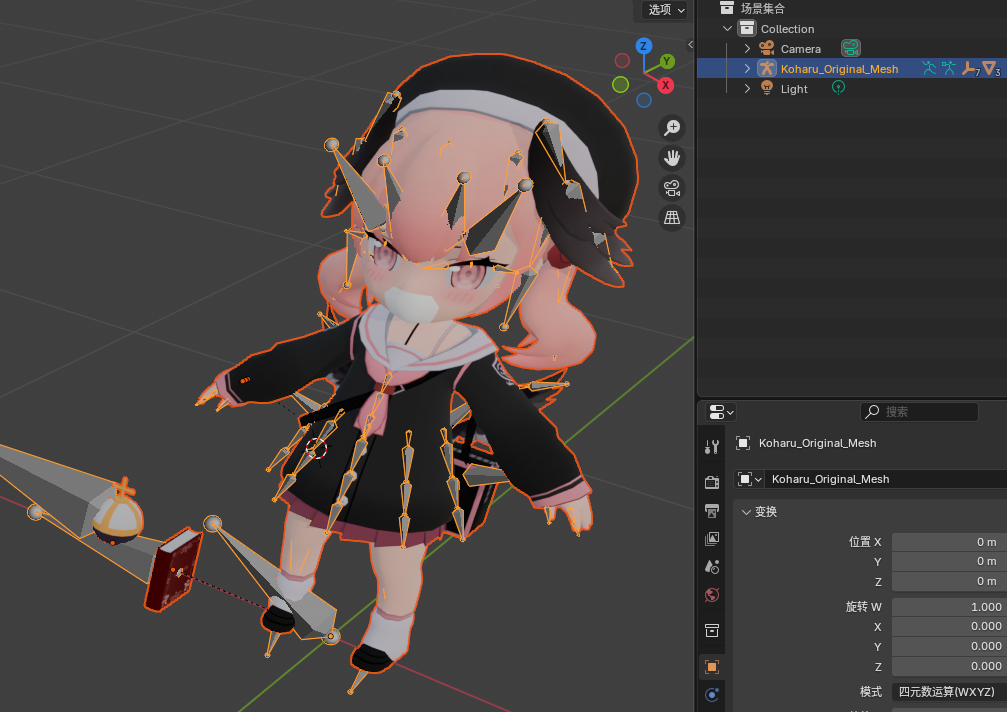 选项
场景集合
Collection
Camera
Koharu_Original_Mesh
7
3
Light
Z
Y
X
搜索
Koharu_Original_Mesh
Koharu_Original_Mesh
变换
位置 X 0 m
Y 0 m
Z 0 m
旋转 W 1.000
X 0.000
Y 0.000
Z 0.000
模式 四元数运算(WXYZ)